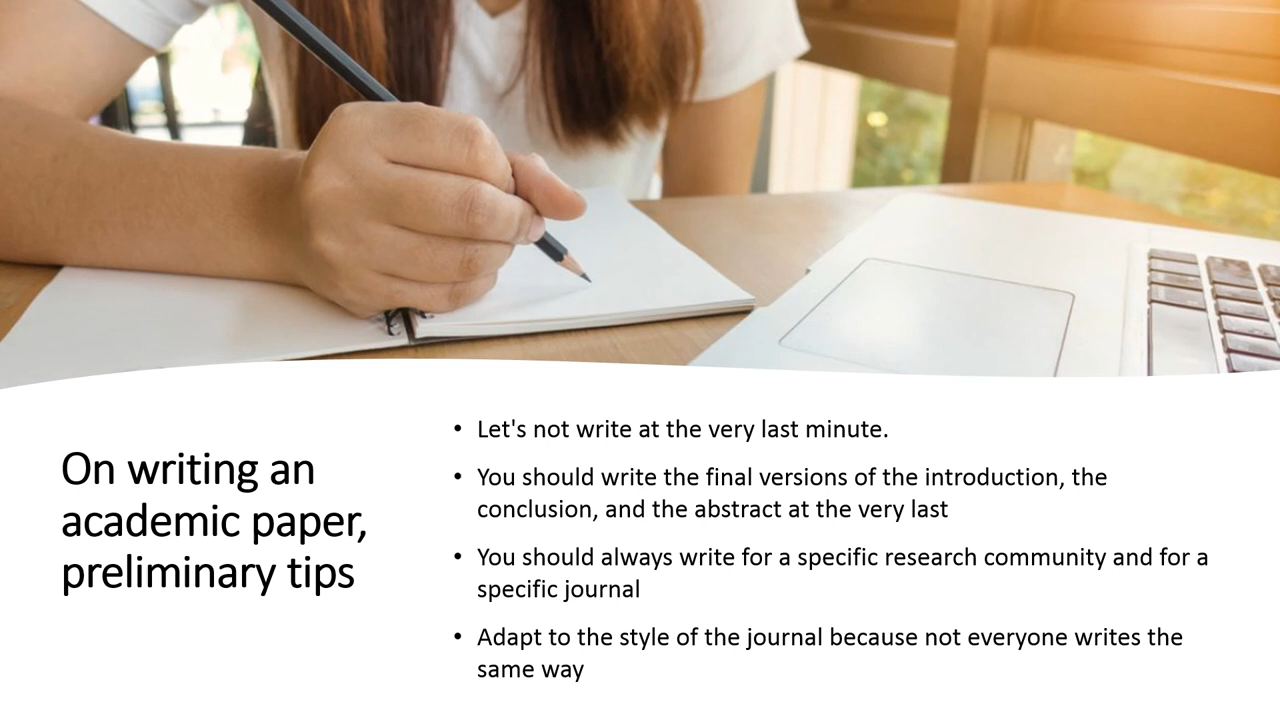 On writing an
academic paper,
preliminary tips
• Let's not write at the very last minute.
• You should write the final versions of the introduction, the
conclusion, and the abstract at the very last
• You should always write for a specific research community and for a
specific journal
• Adapt to the style of the journal because not everyone writes the
same way